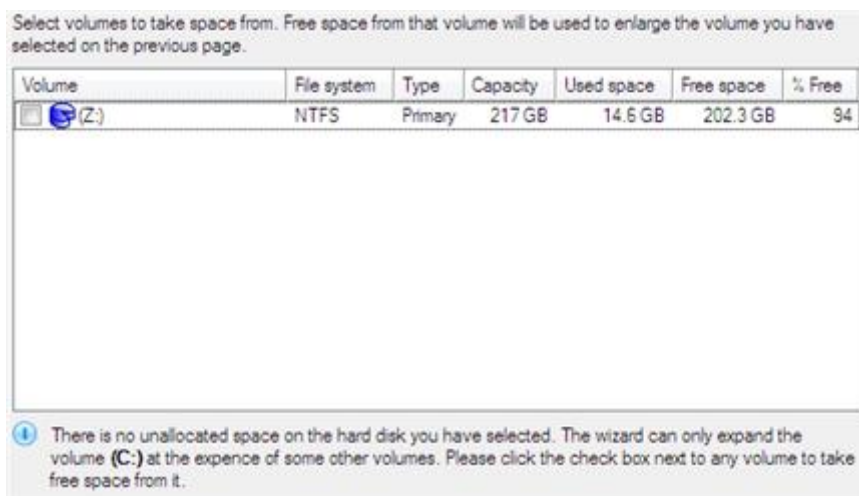 Select volumes to take space from. Free space from that volume will be used to enlarge the volume you have
selected on the previous page.
Volume File system Type Capacity Used space Free space % Free
(Z:) NTFS Primary 217 GB 14.6 GB 202.3 GB 94
There is no unallocated space on the hard disk you have selected. The wizard can only expand the
volume (C:) at the expence of some other volumes. Please click the check box next to any volume to take
free space from it.